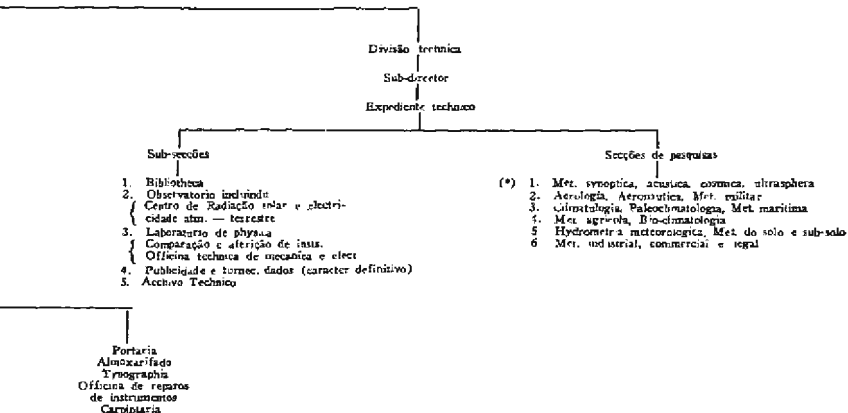 Divisão technica
Sub-director
Expediente technico
Sub-secções
1. Bibliotheca
2. Observatorio incluindo
Centro de Radiação solar e electri-
cidade atm. — terrestre
3. Laboratorio de physica
Comparação e aferição de insts.
Officina technica de mecanica e elect
4. Publicidade e fornec. dados (caracter definitivo)
5. Archivo Technico
Secções de pesquisas
(*) 1. Met. synoptica, acustica, cosmica, ultrasphera
2. Aerologia, Aeronautica, Met. militar
3. Climatologia, Paleoclimatologia, Met. maritima
4. Met. agricola, Bio-climatologia
5 Hydrometria meteorologica, Met. do solo e sub-solo
6 Met. industrial, commercial e legal
Portaria
Almoxarifado
Typographia
Officina de reparos
de instrumentos
Carpintaria